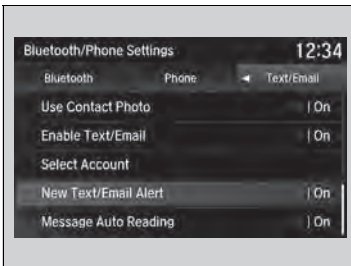 Bluetooth/Phone Settings 12:34
Bluetooth Phone ◄ Text/Email
Use Contact Photo | On
Enable Text/Email | On
Select Account
New Text/Email Alert | On
Message Auto Reading | On